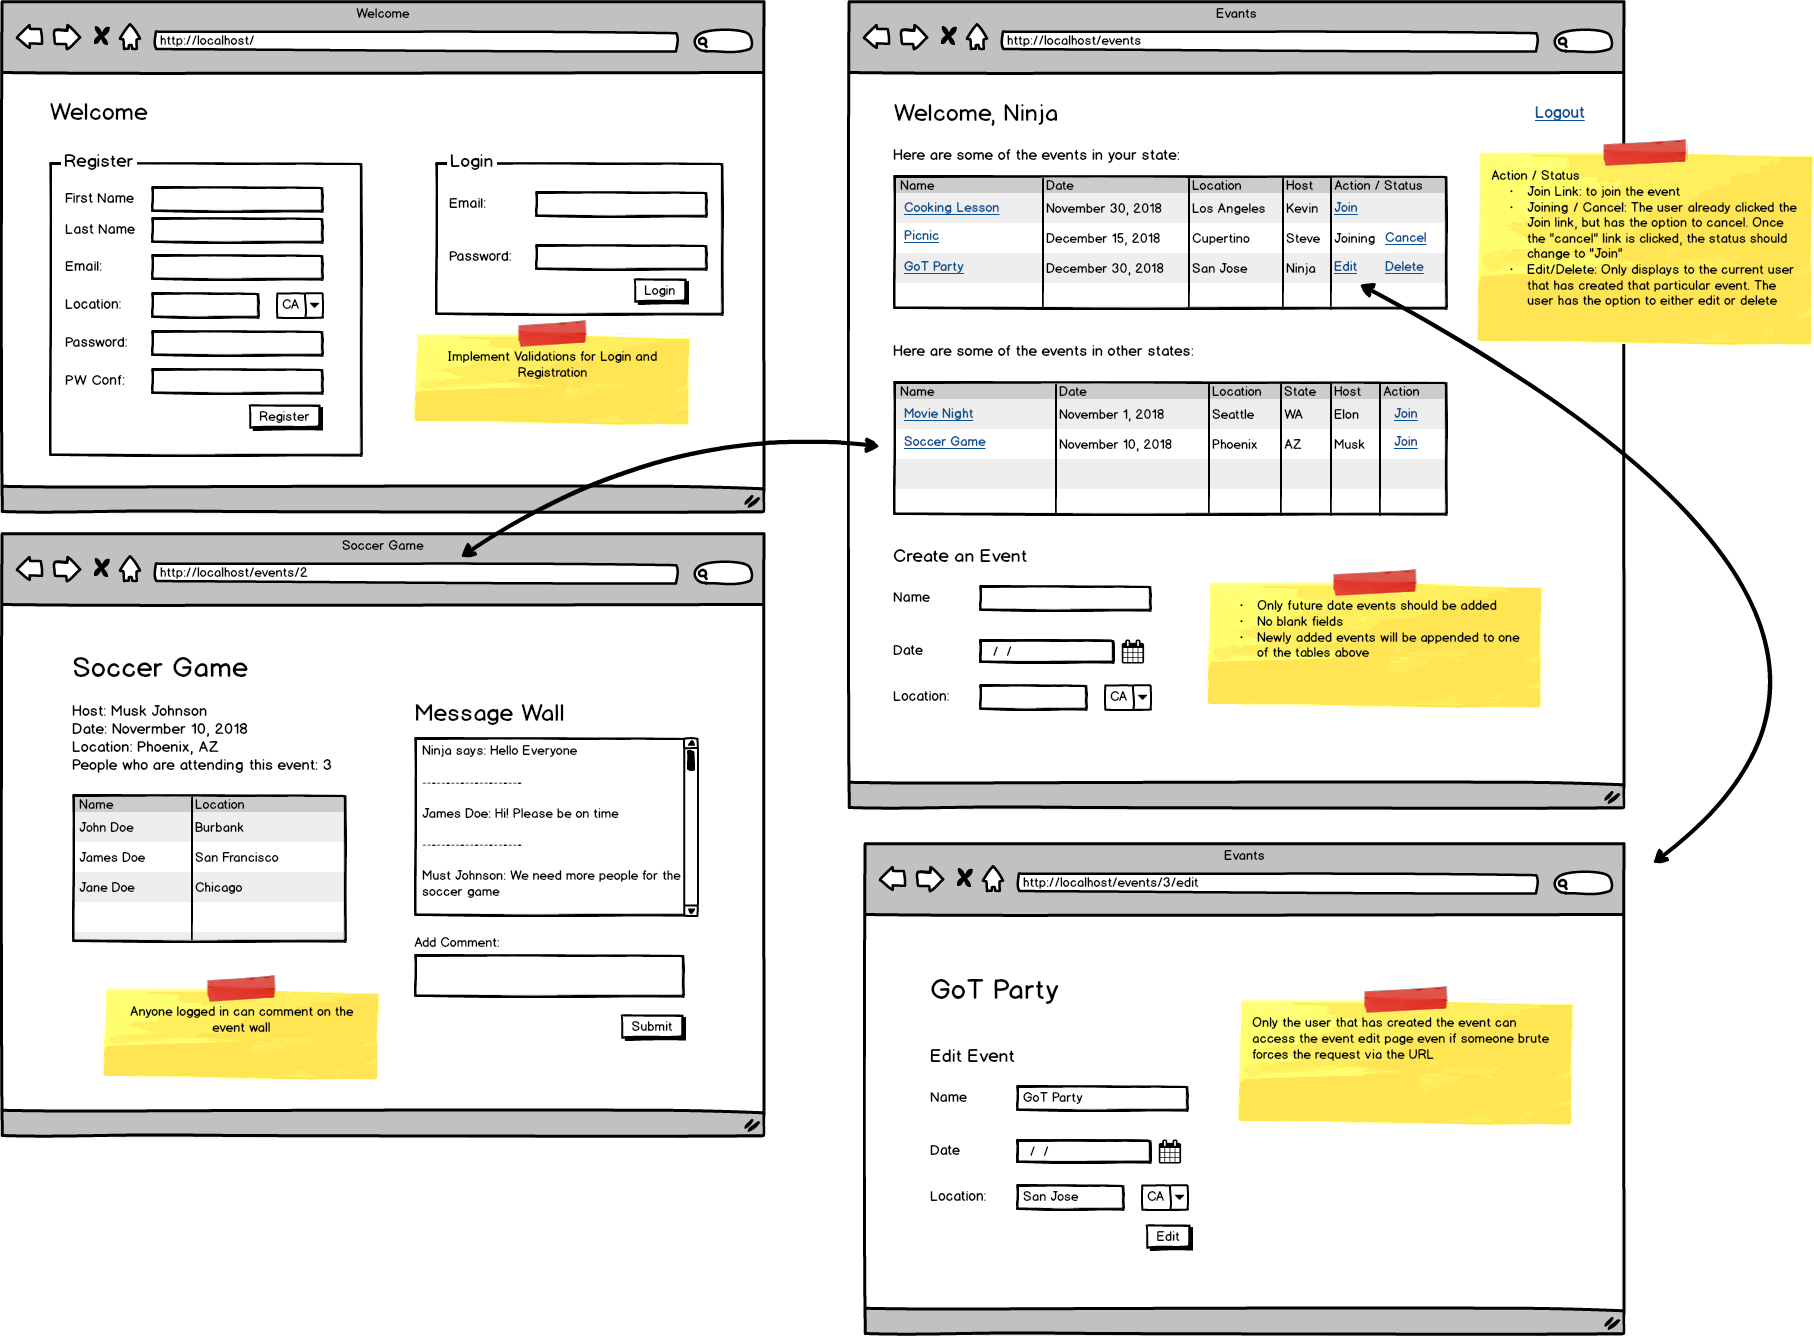 Welcome
http://localhost/
Welcome
Register
First Name
Last Name
Email:
Location: CA
Password:
PW Conf:
Register
Login
Email:
Password:
Login
Implement Validations for Login and
Registration
Evants
http://localhost/events
Welcome, Ninja
Logout
Here are some of the events in your state:
Name Date Location Host Action / Status
Cooking Lesson November 30, 2018 Los Angeles Kevin Join
Picnic December 15, 2018 Cupertino Steve Joining Cancel
GoT Party December 30, 2018 San Jose Ninja Edit Delete
Action / Status
· Join Link: to join the event
· Joining / Cancel: The user already clicked the
Join link, but has the option to cancel. Once
the "cancel" link is clicked, the status should
change to "Join"
· Edit/Delete: Only displays to the current user
that has created that particular event. The
user has the option to either edit or delete
Here are some of the events in other states:
Name Date Location State Host Action
Movie Night November 1, 2018 Seattle WA Elon Join
Soccer Game November 10, 2018 Phoenix AZ Musk Join
Create an Event
Name
Date / /
Location: CA
· Only future date events should be added
· No blank fields
· Newly added events will be appended to one
of the tables above
Soccer Game
http://localhost/events/2
Soccer Game
Host: Musk Johnson
Date: Novermber 10, 2018
Location: Phoenix, AZ
People who are attending this event: 3
Name Location
John Doe Burbank
James Doe San Francisco
Jane Doe Chicago
Anyone logged in can comment on the
event wall
Message Wall
Ninja says: Hello Everyone
--------------------
James Doe: Hi! Please be on time
--------------------
Must Johnson: We need more people for the
soccer game
Add Comment:
Submit
Evants
http://localhost/events/3/edit
GoT Party
Edit Event
Name GoT Party
Date / /
Location: San Jose CA
Edit
Only the user that has created the event can
access the event edit page even if someone brute
forces the request via the URL